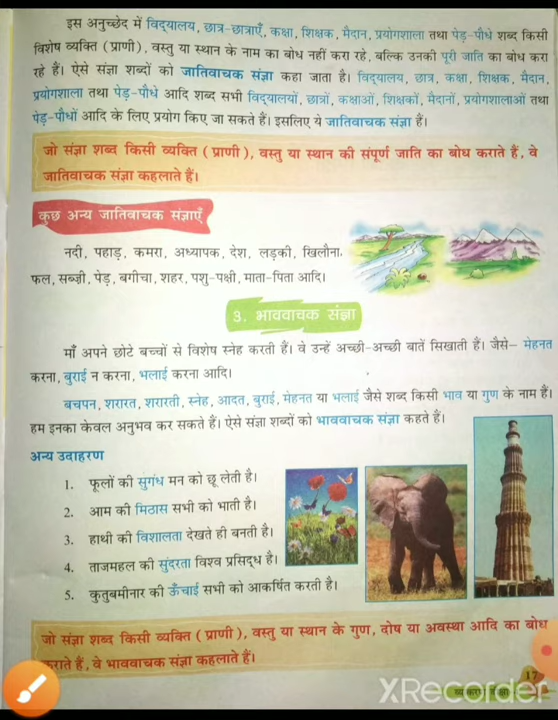 इस अनुच्छेद में विद्यालय, छात्र-छात्राएँ, कक्षा, शिक्षक, मैदान, प्रयोगशाला तथा पेड़-पौधे शब्द किसी
विशेष व्यक्ति (प्राणी), वस्तु या स्थान के नाम का बोध नहीं करा रहे, बल्कि उनकी पूरी जाति का बोध करा
रहे हैं। ऐसे संज्ञा शब्दों को जातिवाचक संज्ञा कहा जाता है। विद्यालय, छात्र, कक्षा, शिक्षक, मैदान,
प्रयोगशाला तथा पेड़-पौधे आदि शब्द सभी विद्यालयों, छात्रों, कक्षाओं, शिक्षकों, मैदानों, प्रयोगशालाओं तथा
पेड़-पौधों आदि के लिए प्रयोग किए जा सकते हैं। इसलिए ये जातिवाचक संज्ञा हैं।
जो संज्ञा शब्द किसी व्यक्ति (प्राणी), वस्तु या स्थान की संपूर्ण जाति का बोध कराते हैं, वे
जातिवाचक संज्ञा कहलाते हैं।
कुछ अन्य जातिवाचक संज्ञाएँ
नदी, पहाड़, कमरा, अध्यापक, देश, लड़की, खिलौना,
फल, सब्ज़ी, पेड़, बगीचा, शहर, पशु-पक्षी, माता-पिता आदि।
3. भाववाचक संज्ञा
माँ अपने छोटे बच्चों से विशेष स्नेह करती हैं। वे उन्हें अच्छी-अच्छी बातें सिखाती हैं। जैसे– मेहनत
करना, बुराई न करना, भलाई करना आदि।
बचपन, शरारत, शरारती, स्नेह, आदत, बुराई, मेहनत या भलाई जैसे शब्द किसी भाव या गुण के नाम हैं।
हम इनका केवल अनुभव कर सकते हैं। ऐसे संज्ञा शब्दों को भाववाचक संज्ञा कहते हैं।
अन्य उदाहरण
1. फूलों की सुगंध मन को छू लेती है।
2. आम की मिठास सभी को भाती है।
3. हाथी की विशालता देखते ही बनती है।
4. ताजमहल की सुंदरता विश्व प्रसिद्ध है।
5. कुतुबमीनार की ऊँचाई सभी को आकर्षित करती है।
जो संज्ञा शब्द किसी व्यक्ति (प्राणी), वस्तु या स्थान के गुण, दोष या अवस्था आदि का बोध
कराते हैं, वे भाववाचक संज्ञा कहलाते हैं।
17
XRecorder